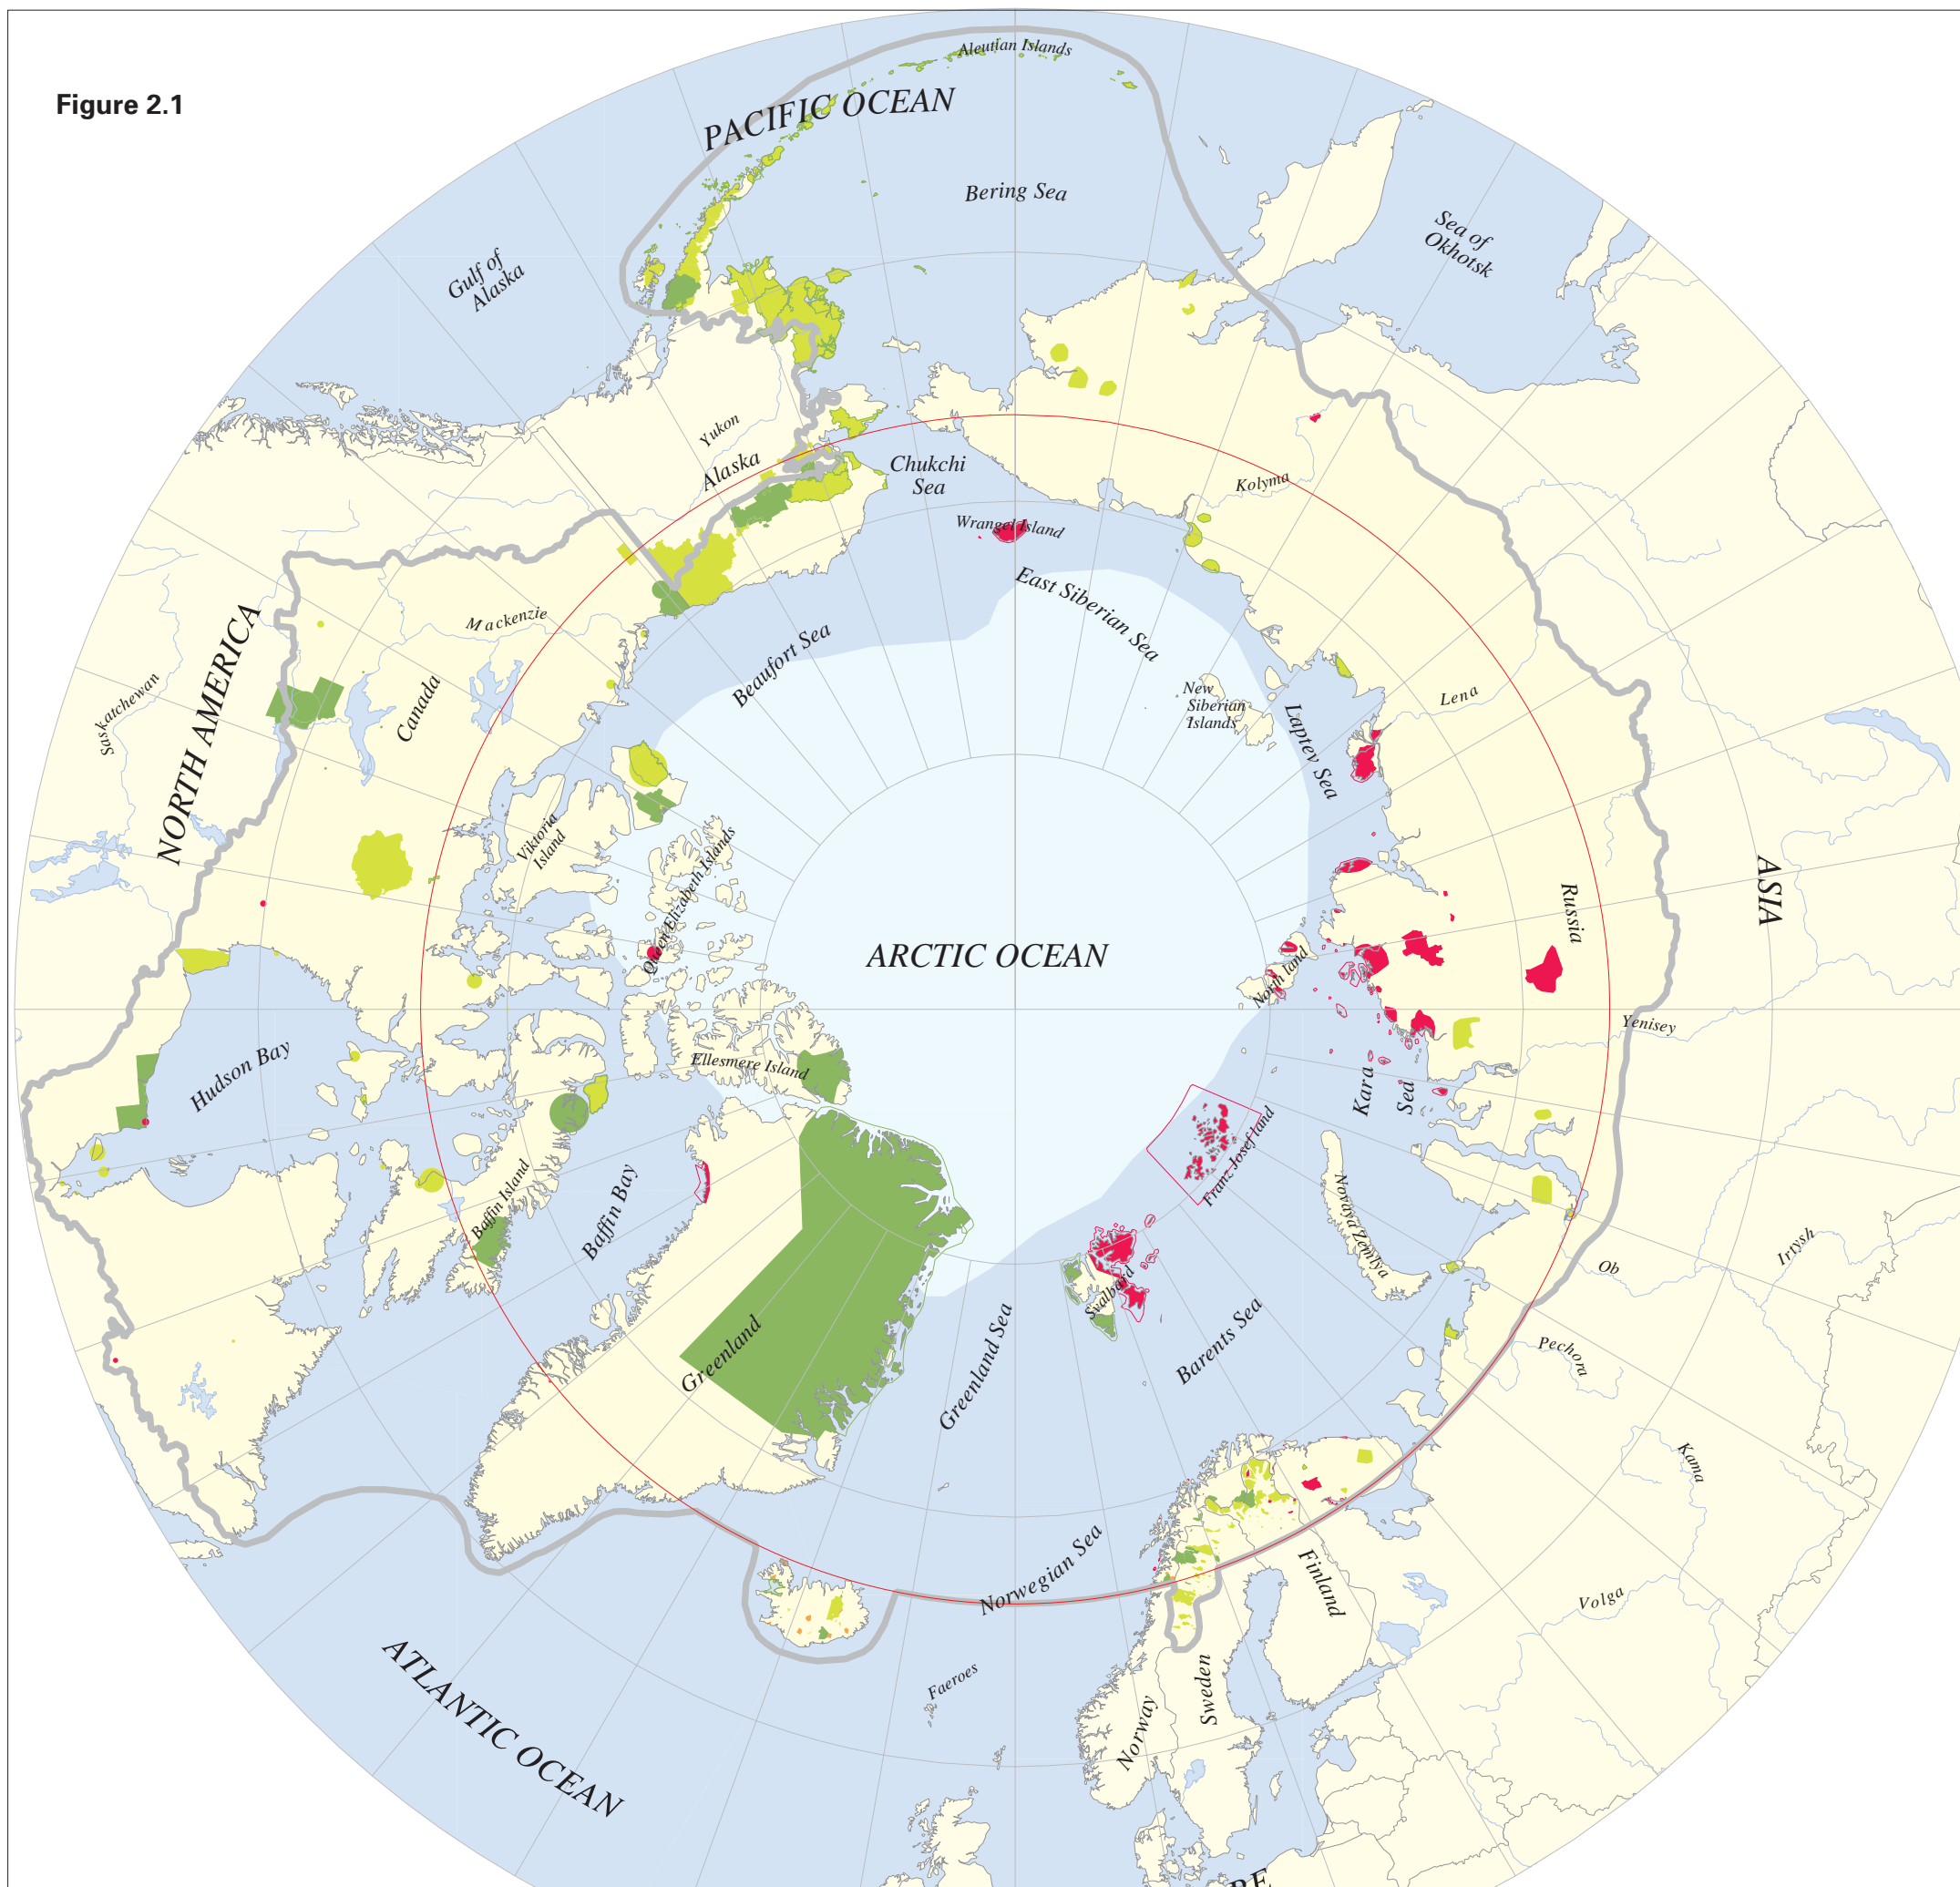 Figure 2.1
Aleutian Islands
PACIFIC OCEAN
Bering Sea
Sea of
Okhotsk
Gulf of
Alaska
Yukon
Alaska
Chukchi
Sea
Kolyma
Wrangel Island
East Siberian Sea
Mackenzie
Beaufort Sea
NORTH AMERICA
Saskatchewan
Canada
New
Siberian
Islands
Laptev Sea
Lena
Viktoria
Island
Queen Elizabeth Islands
ARCTIC OCEAN
North land
Russia
ASIA
Yenisey
Hudson Bay
Ellesmere Island
Kara
Sea
Franz Josef land
Baffin Island
Baffin Bay
Novaya Zemlya
Ob
Irtysh
Svalbard
Greenland
Greenland Sea
Barents Sea
Pechora
Kama
Norwegian Sea
Finland
Volga
ATLANTIC OCEAN
Faeroes
Norway
Sweden